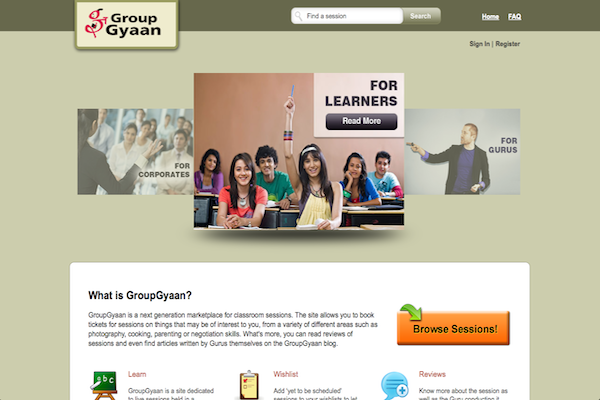 Group
Gyaan
Find a session
Search
Home
FAQ
Sign In | Register
FOR
CORPORATES
FOR
LEARNERS
Read More
FOR
GURUS
What is GroupGyaan?
GroupGyaan is a next generation marketplace for classroom sessions. The site allows you to book
tickets for sessions on things that may be of interest to you, from a variety of different areas such as
photography, cooking, parenting or negotiation skills. What's more, you can read reviews of
sessions and even find articles written by Gurus themselves on the GroupGyaan blog.
Browse Sessions!
abc
Learn
GroupGyaan is a site dedicated
to live sessions held in a
Wishlist
Add 'yet to be scheduled'
sessions to your wishlists to let
Reviews
Know more about the session as
well as the Guru conducting it